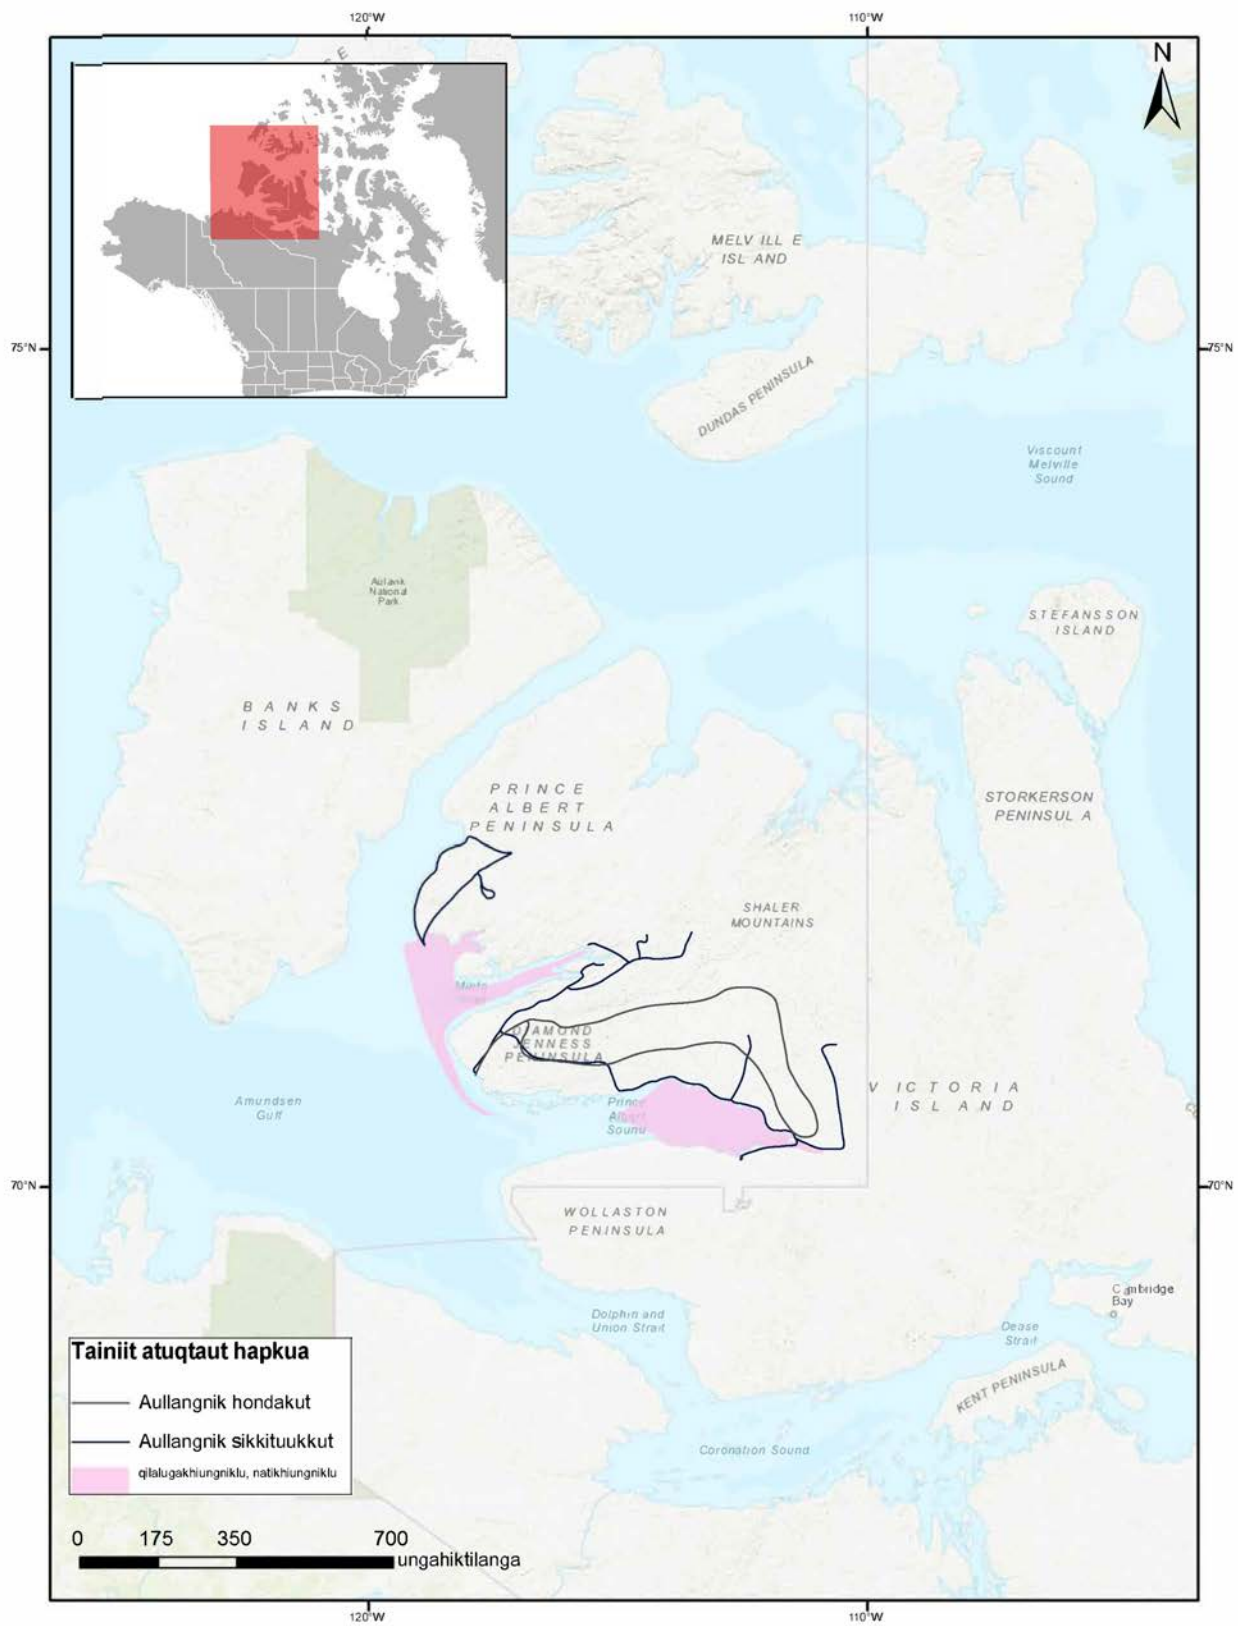 120°W
110°W
N
MELVILLE
ISLAND
75°N
75°N
DUNDAS PENINSULA
Viscount
Melville
Sound
Aulavik
National
Park
STEFANSSON
ISLAND
BANKS
ISLAND
PRINCE
ALBERT
PENINSULA
STORKERSON
PENINSULA
SHALER
MOUNTAINS
DIAMOND
JENNESS
PENINSULA
VICTORIA
ISLAND
Amundsen
Gulf
Prince
Albert
Sound
70°N
70°N
WOLLASTON
PENINSULA
Cambridge
Bay
Dolphin and
Union Strait
Dease
Strait
KENT PENINSULA
Coronation Sound
Tainiit atuqtaut hapkua
Aullangnik hondakut
Aullangnik sikkituukkut
qilalugakhiungniklu, natikhiungniklu
0 175 350 700
ungahiktilanga
120°W
110°W